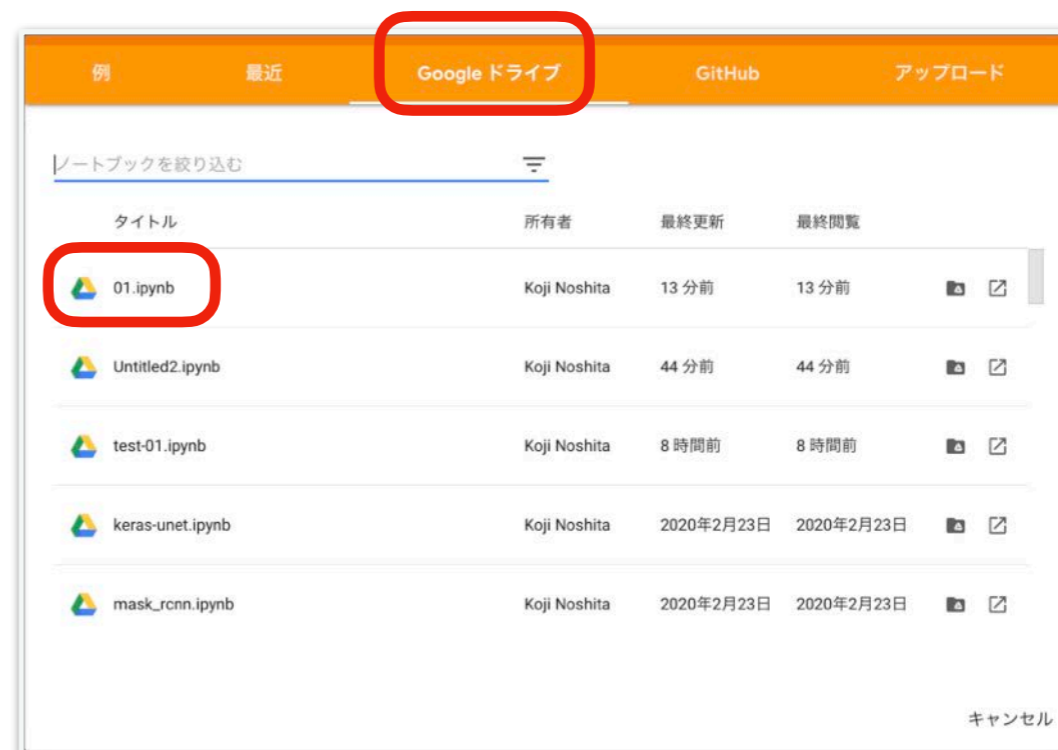 例 最近 Google ドライブ GitHub アップロード
ノートブックを絞り込む
タイトル 所有者 最終更新 最終閲覧
01.ipynb Koji Noshita 13 分前 13 分前
Untitled2.ipynb Koji Noshita 44 分前 44 分前
test-01.ipynb Koji Noshita 8 時間前 8 時間前
keras-unet.ipynb Koji Noshita 2020年2月23日 2020年2月23日
mask_rcnn.ipynb Koji Noshita 2020年2月23日 2020年2月23日
キャンセル